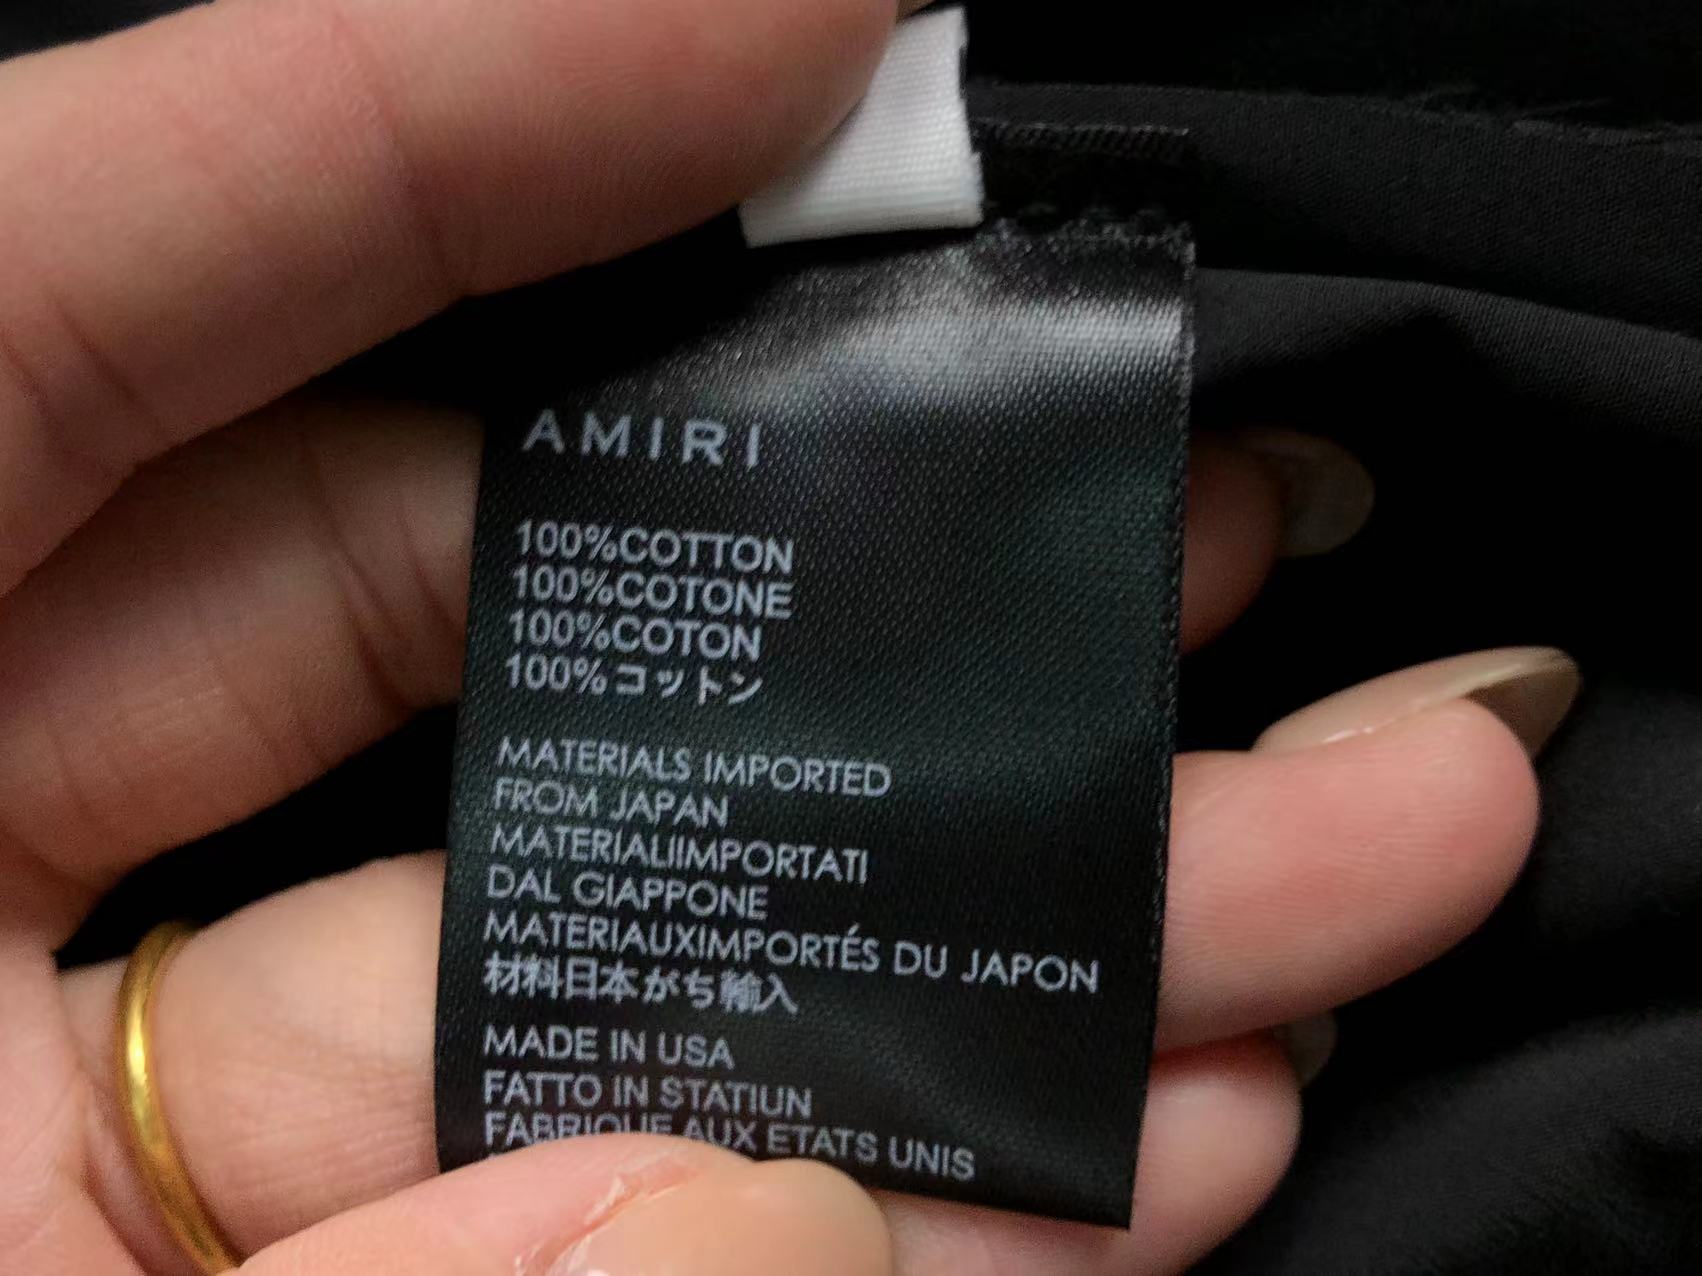 AMIRI
100%COTTON
100%COTONE
100%COTON
100%コットン
MATERIALS IMPORTED
FROM JAPAN
MATERIALIIMPORTATI
DAL GIAPPONE
MATERIAUXIMPORTÉS DU JAPON
材料日本がち輸入
MADE IN USA
FATTO IN STATIUN
FABRIQUE AUX ETATS UNIS